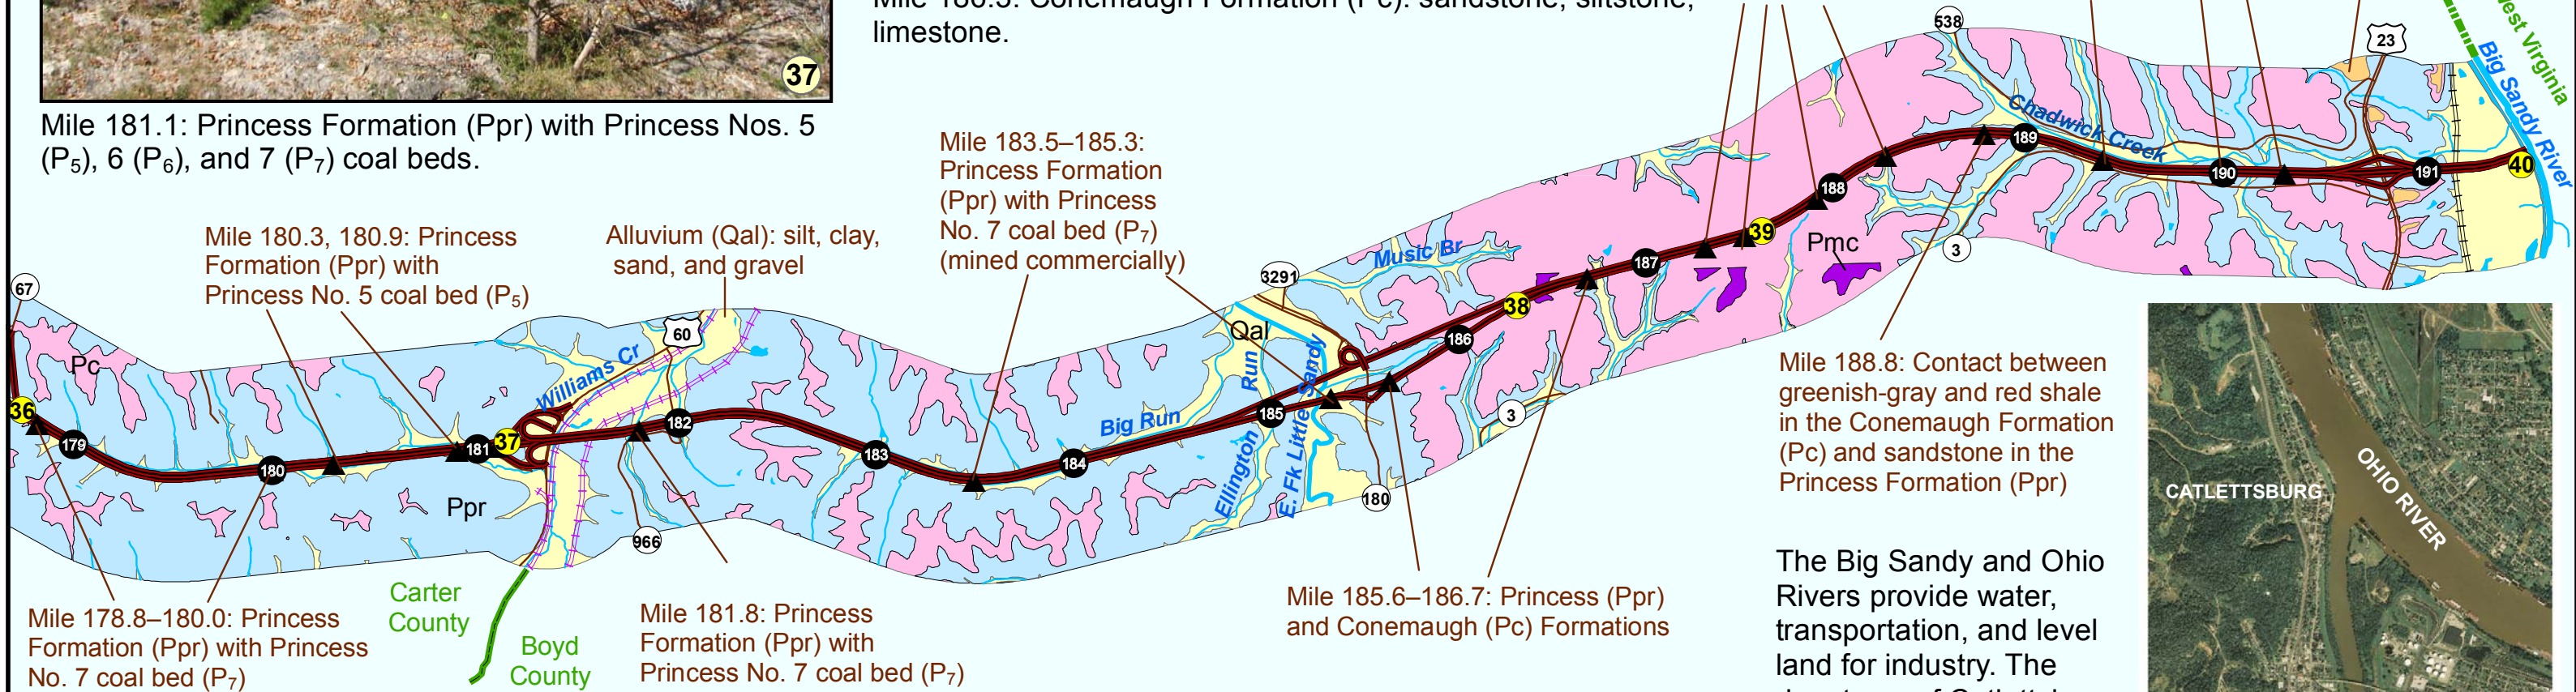 Mile 186.3: Conemaugh Formation (Pc): sandstone, siltstone,
limestone.
37
Mile 181.1: Princess Formation (Ppr) with Princess Nos. 5
(P₅), 6 (P₆), and 7 (P₇) coal beds.
Mile 180.3, 180.9: Princess
Formation (Ppr) with
Princess No. 5 coal bed (P₅)
Alluvium (Qal): silt, clay,
sand, and gravel
Mile 183.5–185.3:
Princess Formation
(Ppr) with Princess
No. 7 coal bed (P₇)
(mined commercially)
67
Pc
36
179
180
181
37
Williams Cr
60
182
966
Ppr
183
184
Big Run
185
Qal
Ellington Run
E. Fk Little Sandy
3291
Music Br
180
186
38
3
187
39
188
Pmc
538
189
Chadwick Creek
3
190
23
191
40
Big Sandy River
West Virginia
Mile 178.8–180.0: Princess
Formation (Ppr) with Princess
No. 7 coal bed (P₇)
Carter
County
Boyd
County
Mile 181.8: Princess
Formation (Ppr) with
Princess No. 7 coal bed (P₇)
Mile 185.6–186.7: Princess (Ppr)
and Conemaugh (Pc) Formations
Mile 188.8: Contact between
greenish-gray and red shale
in the Conemaugh Formation
(Pc) and sandstone in the
Princess Formation (Ppr)
The Big Sandy and Ohio
Rivers provide water,
transportation, and level
land for industry. The
CATLETTSBURG
OHIO RIVER